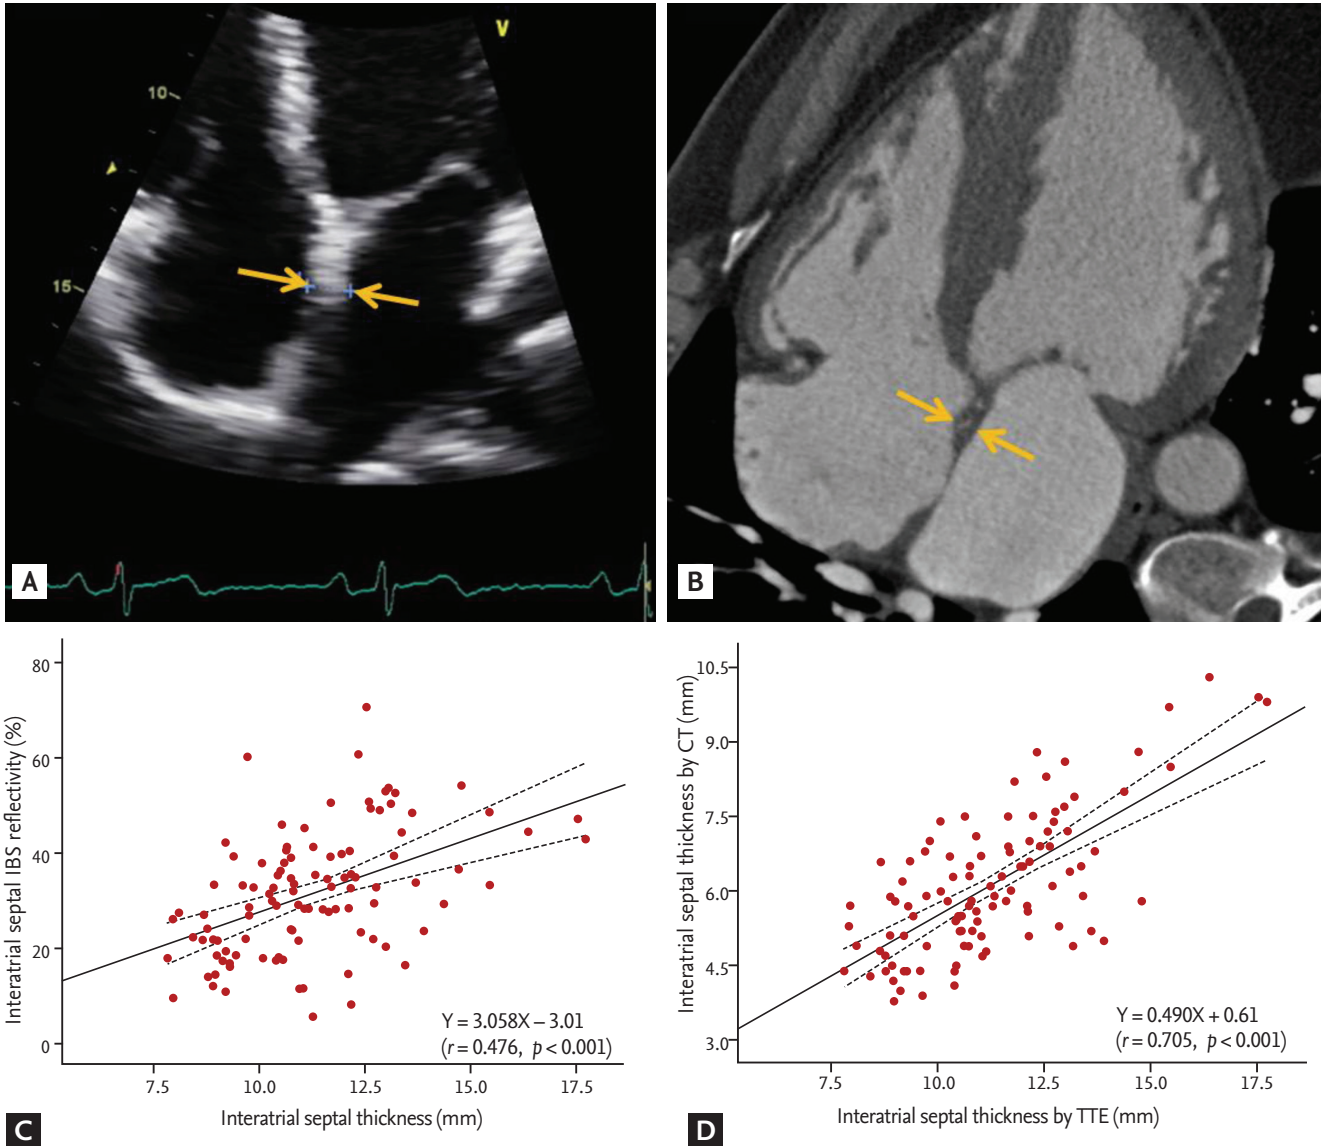 V
10
15
A
B
80
60
40
20
0
Interatrial septal IBS reflectivity (%)
Y = 3.058X – 3.01
(r = 0.476, p < 0.001)
7.5 10.0 12.5 15.0 17.5
Interatrial septal thickness (mm)
C
10.5
9.0
7.5
6.0
4.5
3.0
Interatrial septal thickness by CT (mm)
Y = 0.490X + 0.61
(r = 0.705, p < 0.001)
7.5 10.0 12.5 15.0 17.5
Interatrial septal thickness by TTE (mm)
D